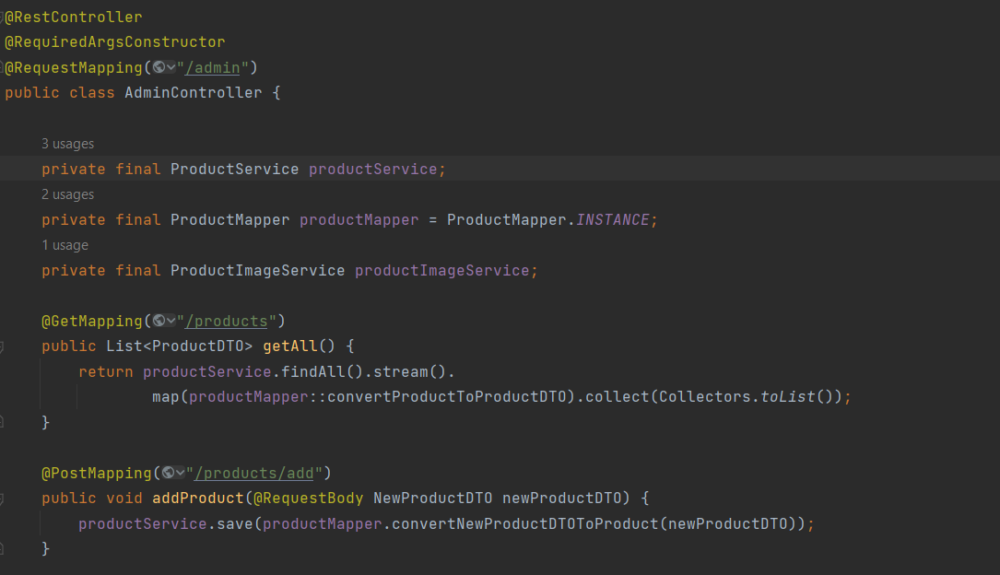 @RestController
@RequiredArgsConstructor
@RequestMapping("/admin")
public class AdminController {
3 usages
private final ProductService productService;
2 usages
private final ProductMapper productMapper = ProductMapper.INSTANCE;
1 usage
private final ProductImageService productImageService;
@GetMapping("/products")
public List<ProductDTO> getAll() {
return productService.findAll().stream().
map(productMapper::convertProductToProductDTO).collect(Collectors.toList());
}
@PostMapping("/products/add")
public void addProduct(@RequestBody NewProductDTO newProductDTO) {
productService.save(productMapper.convertNewProductDTOToProduct(newProductDTO));
}